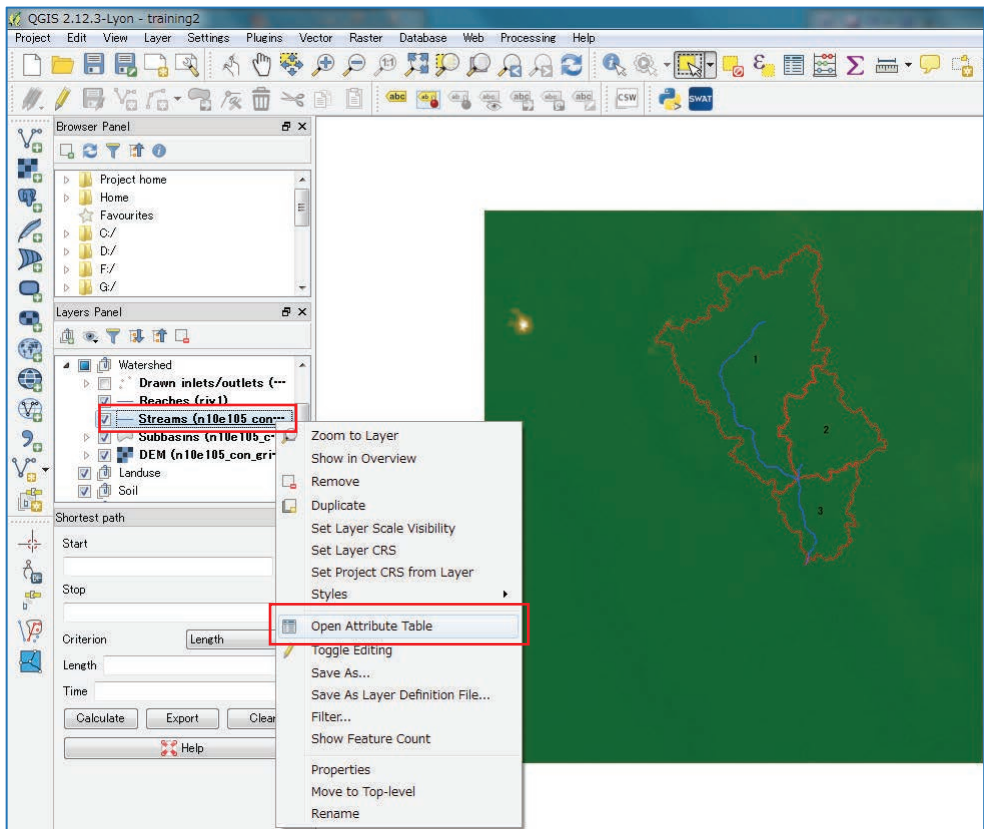 QGIS 2.12.3-Lyon - training2
Project Edit View Layer Settings Plugins Vector Raster Database Web Processing Help
abc
CSW
SWAT
Browser Panel
Project home
Home
Favourites
C:/
D:/
F:/
G:/
Layers Panel
Watershed
Drawn inlets/outlets (...
Reaches (riv1)
Streams (n10e105_con...
Subbasins (n10e105_c-
DEM (n10e105_con_gri-
Landuse
Soil
Shortest path
Start
Stop
Criterion Length
Length
Time
Calculate Export Clear
Help
Zoom to Layer
Show in Overview
Remove
Duplicate
Set Layer Scale Visibility
Set Layer CRS
Set Project CRS from Layer
Styles
Open Attribute Table
Toggle Editing
Save As...
Save As Layer Definition File...
Filter...
Show Feature Count
Properties
Move to Top-level
Rename
1
2
3